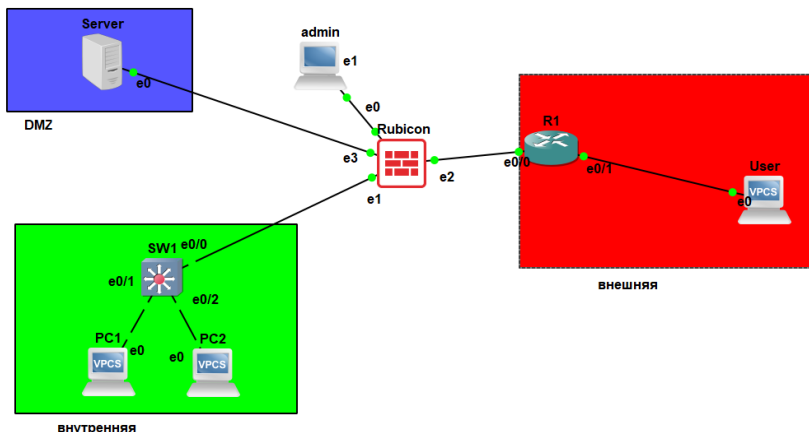 Server
e0
DMZ
admin
e1
e0
Rubicon
e3
e2
e1
R1
e0/0
e0/1
User
VPCS
e0
внешняя
SW1
e0/0
e0/1
e0/2
PC1
e0
VPCS
PC2
e0
VPCS
внутренняя